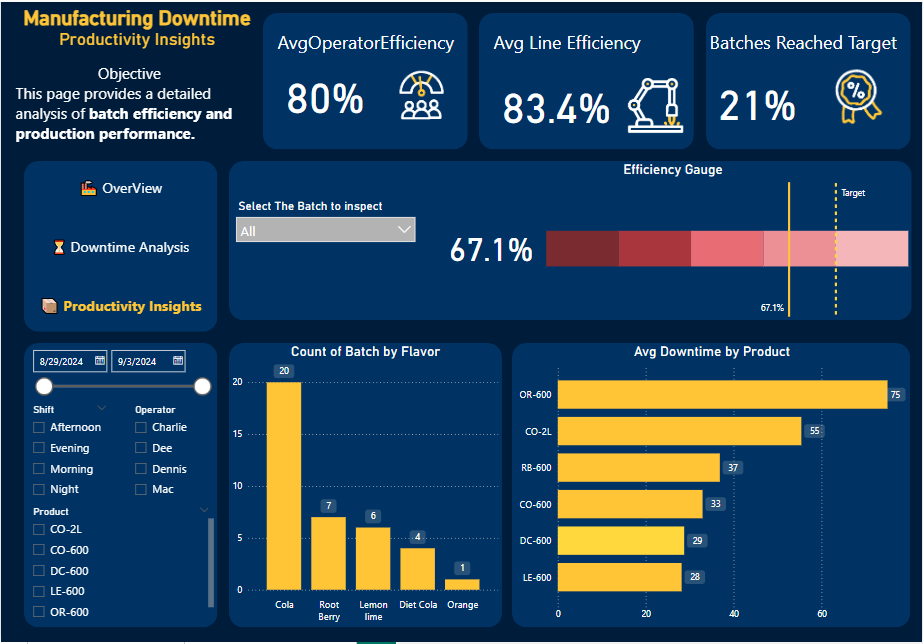 Manufacturing Downtime
Productivity Insights
Objective
This page provides a detailed
analysis of batch efficiency and
production performance.
AvgOperatorEfficiency
80%
Avg Line Efficiency
83.4%
Batches Reached Target
%
21%
OverView
Downtime Analysis
Productivity Insights
Efficiency Gauge
Select The Batch to inspect
All
67.1%
Target
67.1%
8/29/2024
9/3/2024
Shift
Afternoon
Evening
Morning
Night
Operator
Charlie
Dee
Dennis
Mac
Product
CO-2L
CO-600
DC-600
LE-600
OR-600
Count of Batch by Flavor
20
15
10
5
0
20
7
6
4
1
Cola
Root
Berry
Lemon
lime
Diet Cola
Orange
Avg Downtime by Product
OR-600
75
CO-2L
55
RB-600
37
CO-600
33
DC-600
29
LE-600
28
0
20
40
60